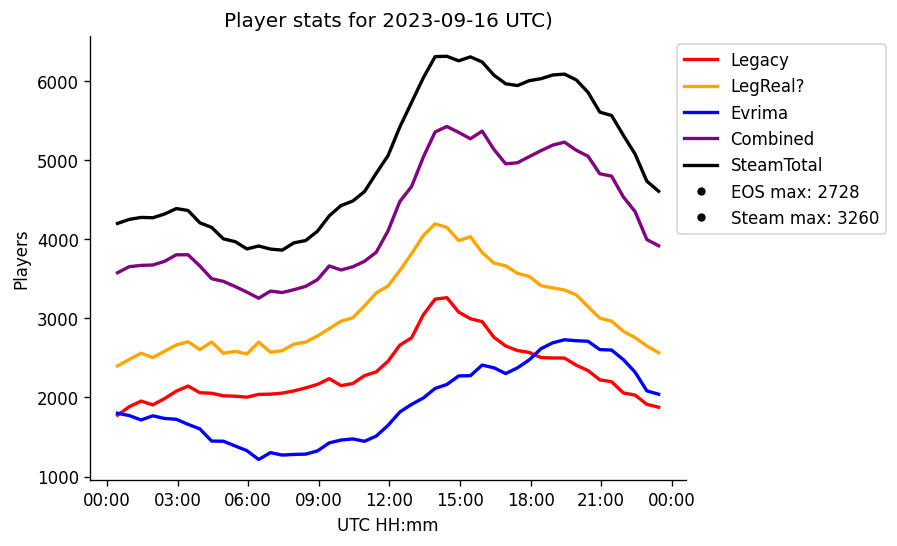 Player stats for 2023-09-16 UTC)
6000
5000
4000
3000
2000
1000
Players
00:00 03:00 06:00 09:00 12:00 15:00 18:00 21:00 00:00
UTC HH:mm
Legacy
LegReal?
Evrima
Combined
SteamTotal
EOS max: 2728
Steam max: 3260